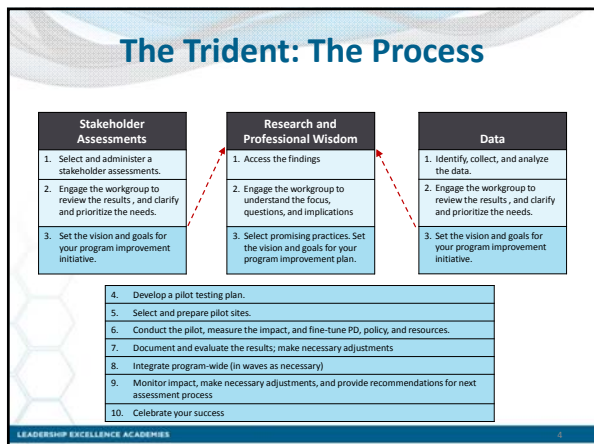 The Trident: The Process
Stakeholder
Assessments
1. Select and administer a
stakeholder assessments.
2. Engage the workgroup to
review the results , and clarify
and prioritize the needs.
3. Set the vision and goals for
your program improvement
initiative.
Research and
Professional Wisdom
1. Access the findings
2. Engage the workgroup to
understand the focus,
questions, and implications
3. Select promising practices. Set
the vision and goals for your
program improvement plan.
Data
1. Identify, collect, and analyze
the data.
2. Engage the workgroup to
review the results , and clarify
and prioritize the needs.
3. Set the vision and goals for
your program improvement
initiative.
4. Develop a pilot testing plan.
5. Select and prepare pilot sites.
6. Conduct the pilot, measure the impact, and fine-tune PD, policy, and resources.
7. Document and evaluate the results; make necessary adjustments
8. Integrate program-wide (in waves as necessary)
9. Monitor impact, make necessary adjustments, and provide recommendations for next
assessment process
10. Celebrate your success
LEADERSHIP EXCELLENCE ACADEMIES
4